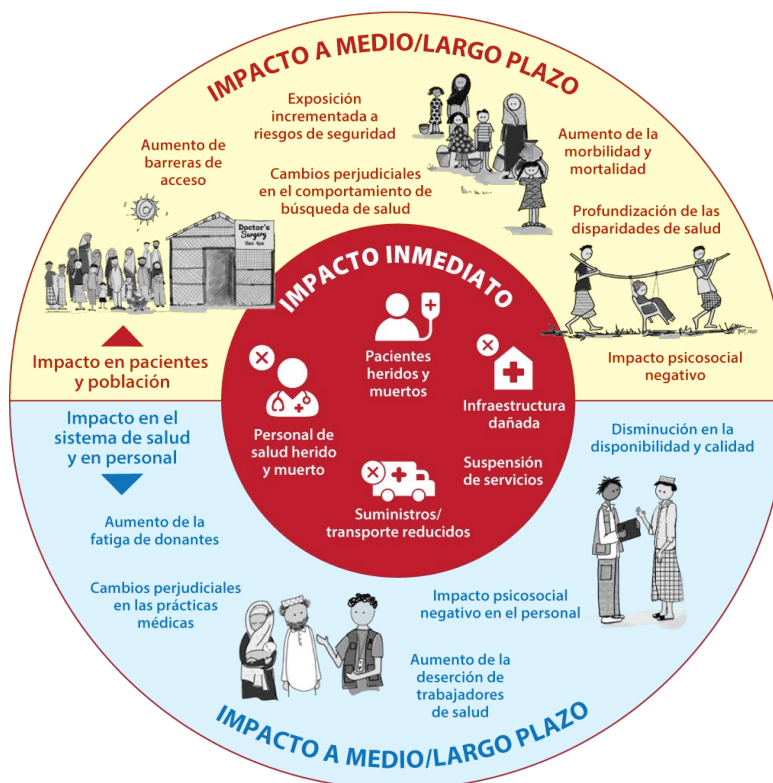 IMPACTO A MEDIO/LARGO PLAZO
Exposición
incrementada a
riesgos de seguridad
Aumento de
barreras de
acceso
Cambios perjudiciales
en el comportamiento de
búsqueda de salud
Aumento de la
morbilidad y
mortalidad
Profundización de las
disparidades de salud
Doctor's
Surgery
Impacto en pacientes
y población
Impacto psicosocial
negativo
IMPACTO INMEDIATO
Pacientes
heridos y
muertos
Personal de
salud herido
y muerto
Infraestructura
dañada
Suspensión
de servicios
Suministros/
transporte reducidos
Impacto en el
sistema de salud
y en personal
Disminución en la
disponibilidad y calidad
Aumento de la
fatiga de donantes
Cambios perjudiciales
en las prácticas
médicas
Impacto psicosocial
negativo en el personal
Aumento de la
deserción de
trabajadores
de salud
IMPACTO A MEDIO/LARGO PLAZO